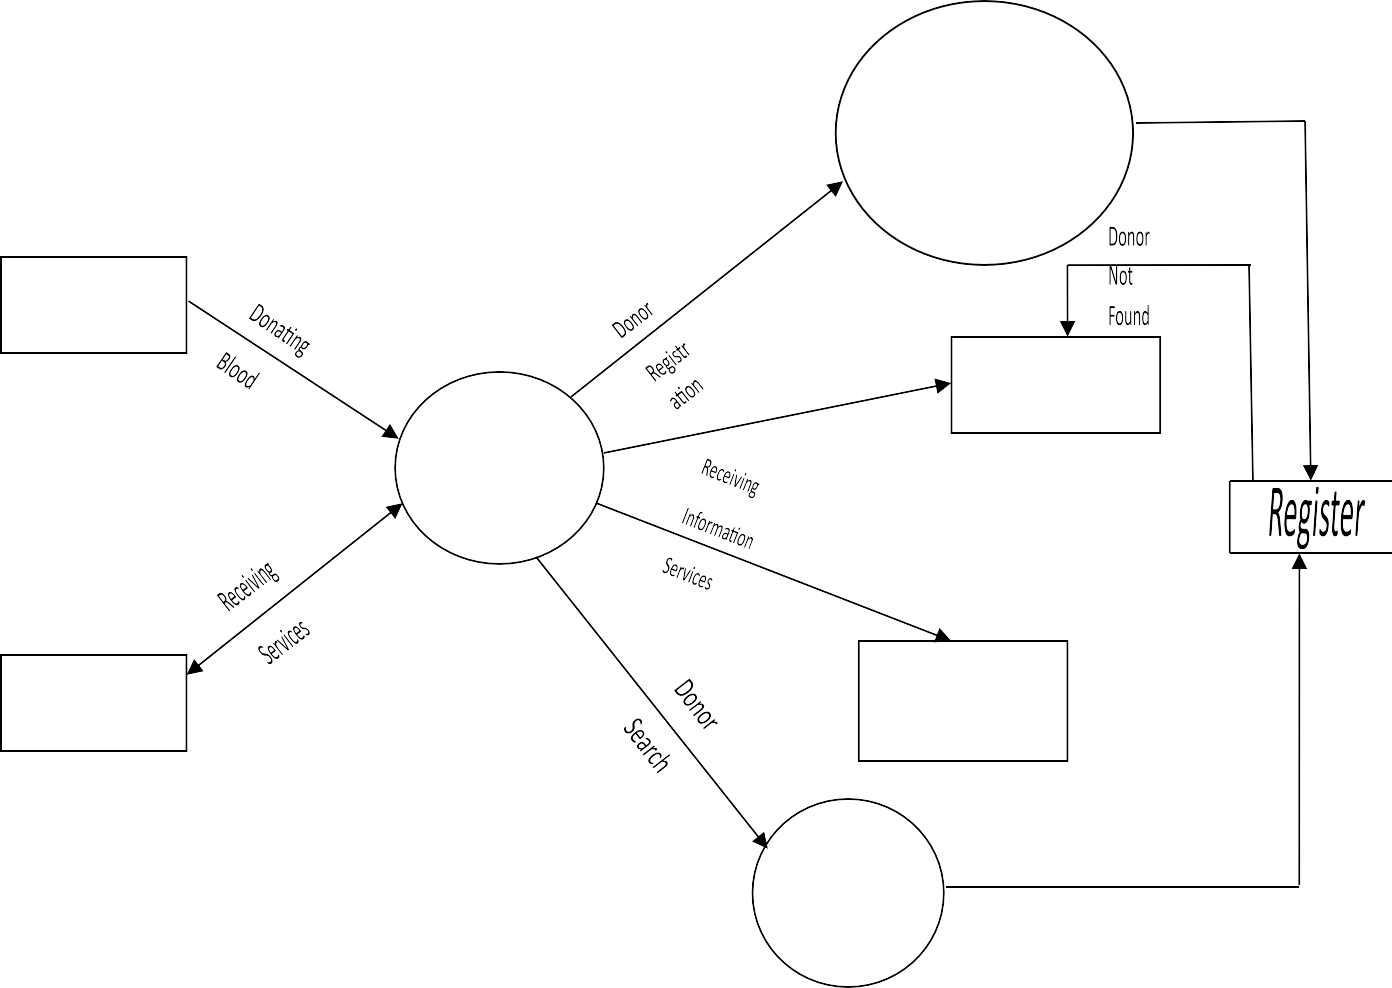 Donor
Not
Found
Donating
Blood
Donor
Registr
ation
Receiving
Information
Services
Register
Receiving
Services
Donor
Search